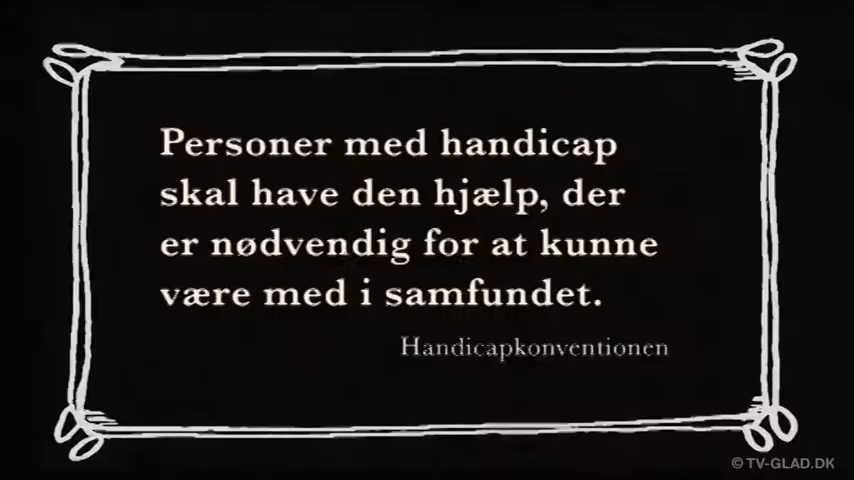 Personer med handicap
skal have den hjælp, der
er nødvendig for at kunne
være med i samfundet.
Handicapkonventionen
© TV-GLAD.DK